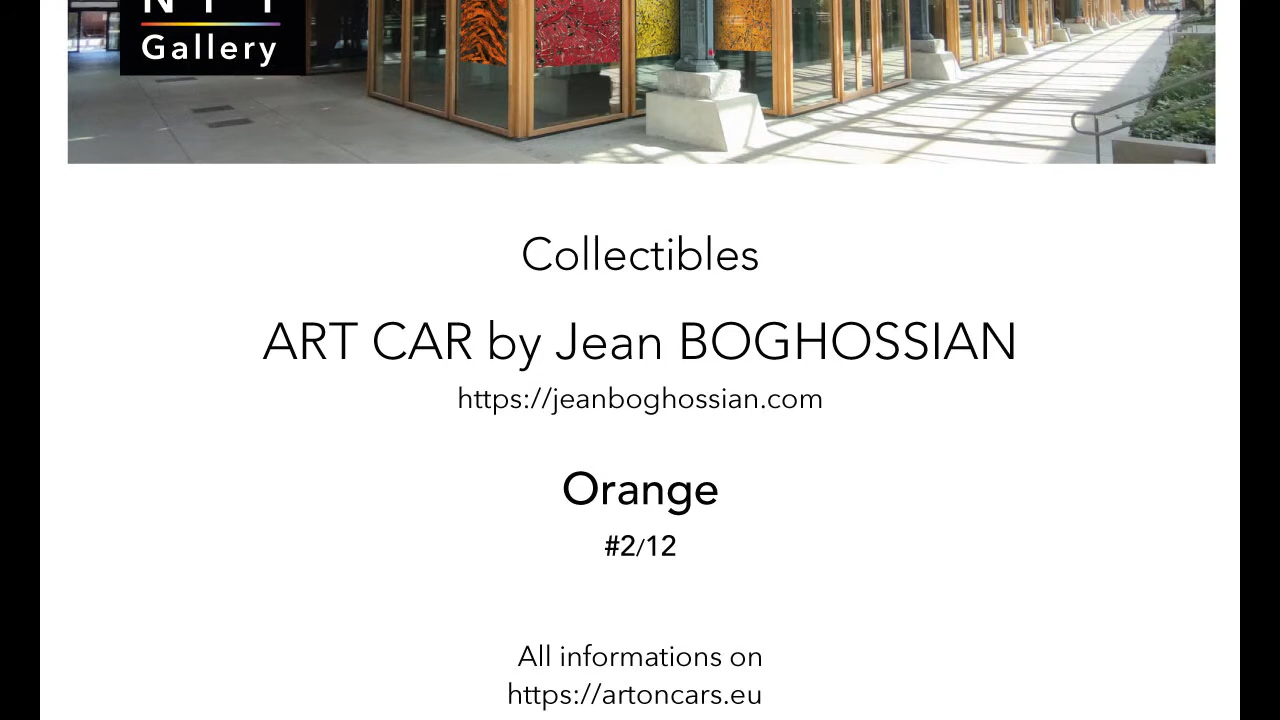 Gallery
Collectibles
ART CAR by Jean BOGHOSSIAN
https://jeanboghossian.com
Orange
#2/12
All informations on
https://artoncars.eu